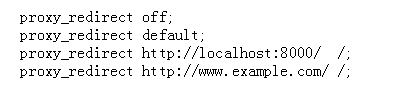 proxy_redirect off;
proxy_redirect default;
proxy_redirect http://localhost:8000/  /;
proxy_redirect http://www.example.com/ /;